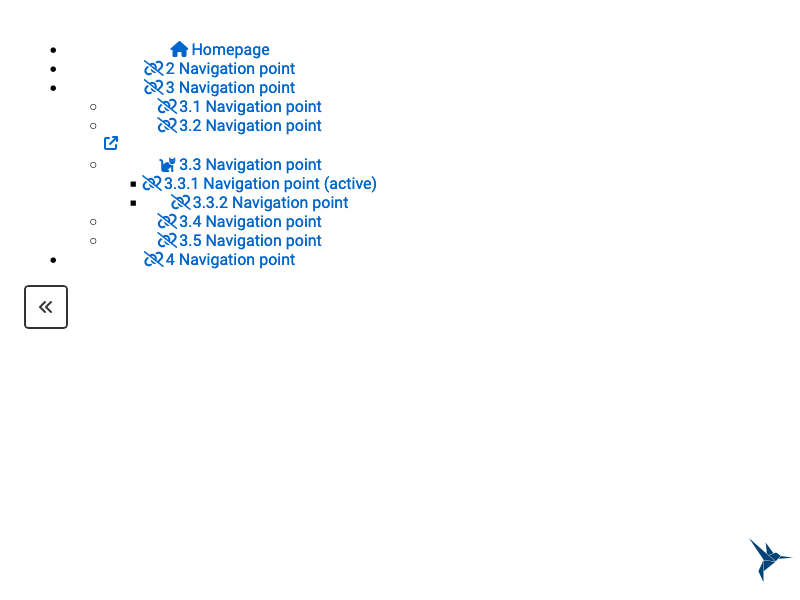 Homepage
2 Navigation point
3 Navigation point
3.1 Navigation point
3.2 Navigation point
3.3 Navigation point
3.3.1 Navigation point (active)
3.3.2 Navigation point
3.4 Navigation point
3.5 Navigation point
4 Navigation point